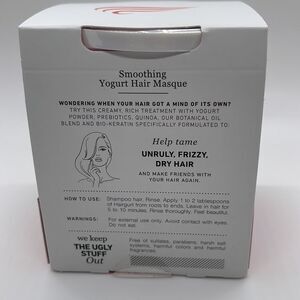 Smoothing
Yogurt Hair Masque
WONDERING WHEN YOUR HAIR GOT A MIND OF ITS OWN?
TRY THIS CREAMY, RICH TREATMENT WITH YOGURT
POWDER, PREBIOTICS, QUINOA, OUR BOTANICAL OIL
BLEND AND BIO-KERATIN SPECIFICALLY FORMULATED TO:
Help tame
UNRULY, FRIZZY,
DRY HAIR
AND MAKE FRIENDS WITH
YOUR HAIR AGAIN.
HOW TO USE: Shampoo hair. Rinse. Apply 1 to 2 tablespoons
of Hairgurt from roots to ends. Leave in hair for
5 to 10 minutes. Rinse thoroughly. Feel beautiful.
WARNINGS: For external use only. Avoid contact with eyes.
Do not eat.
we keep
THE UGLY
STUFF
Out
Free of sulfates, parabens, harsh salt
systems, harmful colors and harmful
fragrances.